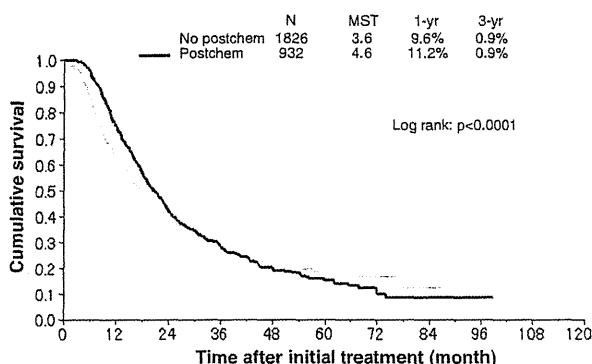 N MST 1-yr 3-yr
No postchem 1826 3.6 9.6% 0.9%
Postchem 932 4.6 11.2% 0.9%
Log rank: p<0.0001
Cumulative survival
1.0
0.9
0.8
0.7
0.6
0.5
0.4
0.3
0.2
0.1
0.0
0 12 24 36 48 60 72 84 96 108 120
Time after initial treatment (month)